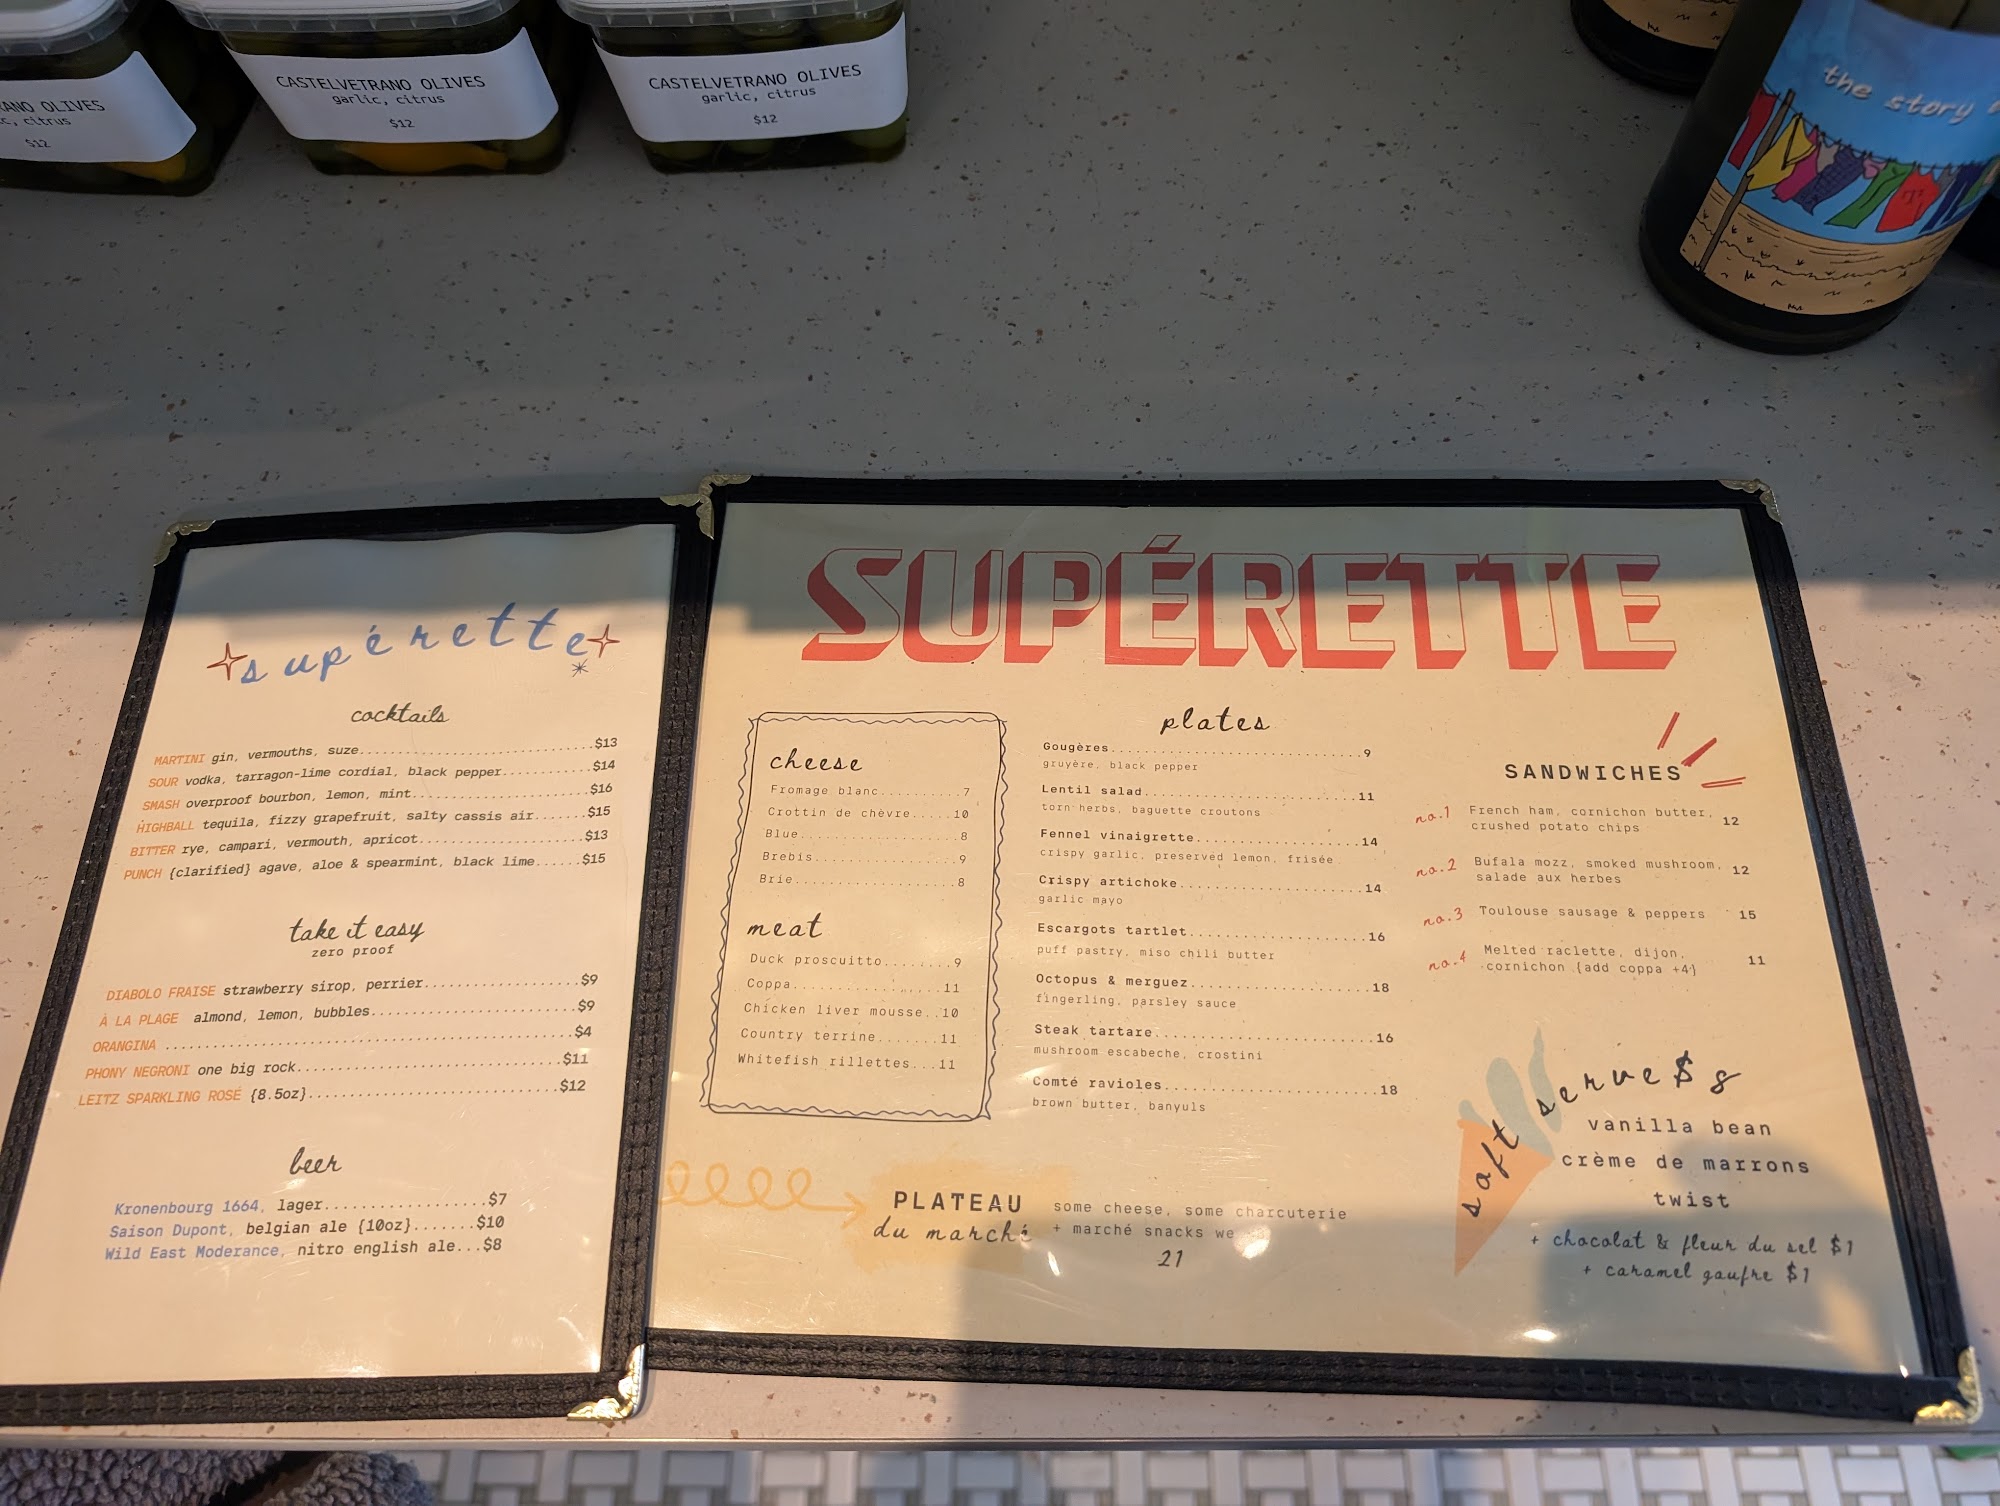 CASTELVETRANO OLIVES
garlic, citrus
$12
CASTELVETRANO OLIVES
garlic, citrus
$12
OLIVES
citrus
$12
the story
supérette
cocktails
MARTINI gin, vermouths, suze...$13
SOUR vodka, tarragon-lime cordial, black pepper...$14
SMASH overproof bourbon, lemon, mint...$16
HIGHBALL tequila, fizzy grapefruit, salty cassis air...$15
BITTER rye, campari, vermouth, apricot...$13
PUNCH {clarified} agave, aloe & spearmint, black lime...$15
take it easy
zero proof
DIABOLO FRAISE strawberry sirop, perrier...$9
À LA PLAGE almond, lemon, bubbles...$9
ORANGINA ...$4
PHONY NEGRONI one big rock...$11
LEITZ SPARKLING ROSÉ {8.5oz}...$12
beer
Kronenbourg 1664, lager...$7
Saison Dupont, belgian ale {10oz}...$10
Wild East Moderance, nitro english ale...$8
SUPÉRETTE
cheese
Fromage blanc...7
Crottin de chèvre...10
Blue...8
Brebis...9
Brie...8
meat
Duck proscuitto...9
Coppa...11
Chicken liver mousse..10
Country terrine...11
Whitefish rillettes...11
plates
Gougères...9
gruyère, black pepper
Lentil salad...11
torn herbs, baguette croutons
Fennel vinaigrette...14
crispy garlic, preserved lemon, frisée
Crispy artichoke...14
garlic mayo
Escargots tartlet...16
puff pastry, miso chili butter
Octopus & merguez...18
fingerling, parsley sauce
Steak tartare...16
mushroom escabeche, crostini
Comté ravioles...18
brown butter, banyuls
SANDWICHES
no.1 French ham, cornichon butter, crushed potato chips 12
no.2 Bufala mozz, smoked mushroom, salade aux herbes 12
no.3 Toulouse sausage & peppers 15
no.4 Melted raclette, dijon, cornichon {add coppa +4} 11
PLATEAU
du marché
some cheese, some charcuterie
+ marché snacks we
21
soft serve $8
vanilla bean
crème de marrons
twist
+ chocolat & fleur du sel $1
+ caramel gaufre $1